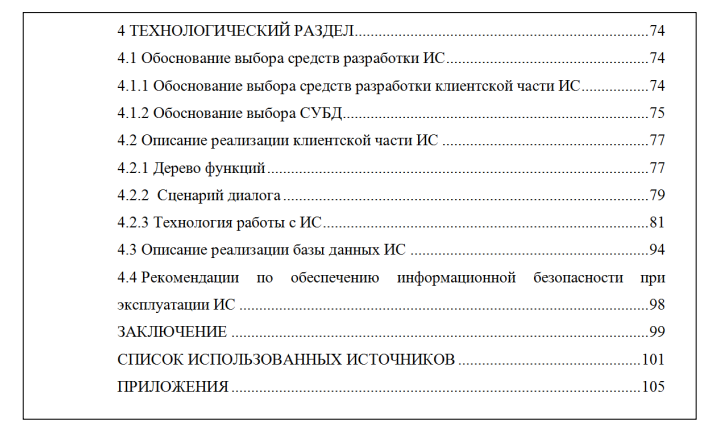 4 ТЕХНОЛОГИЧЕСКИЙ РАЗДЕЛ.....74
4.1 Обоснование выбора средств разработки ИС.....74
4.1.1 Обоснование выбора средств разработки клиентской части ИС.....74
4.1.2 Обоснование выбора СУБД.....75
4.2 Описание реализации клиентской части ИС.....77
4.2.1 Дерево функций.....77
4.2.2 Сценарий диалога.....79
4.2.3 Технология работы с ИС.....81
4.3 Описание реализации базы данных ИС.....94
4.4 Рекомендации по обеспечению информационной безопасности при
эксплуатации ИС.....98
ЗАКЛЮЧЕНИЕ.....99
СПИСОК ИСПОЛЬЗОВАННЫХ ИСТОЧНИКОВ.....101
ПРИЛОЖЕНИЯ.....105